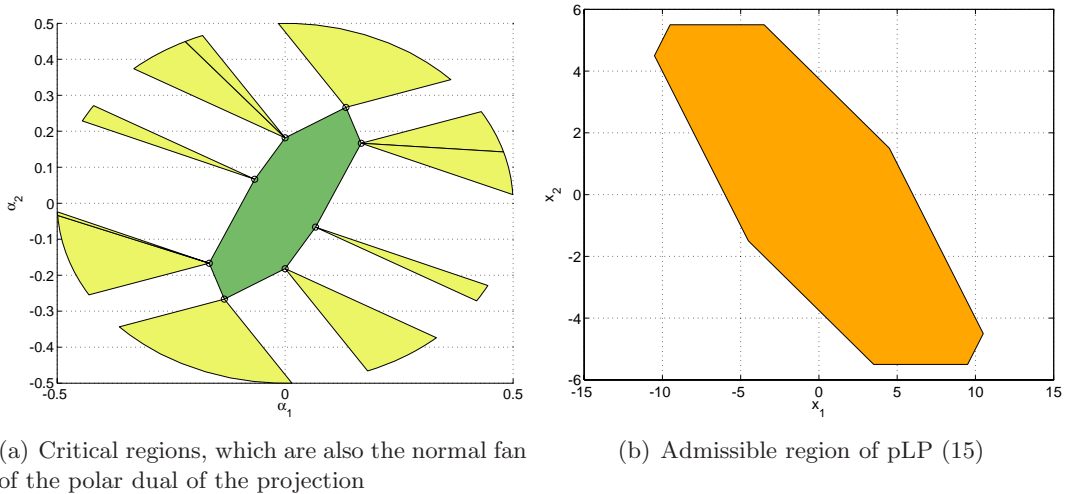 0.5
0.4
0.3
0.2
0.1
0
-0.1
-0.2
-0.3
-0.4
-0.5
α2
-0.5 0 0.5
α1
6
4
2
0
-2
-4
-6
x2
-15 -10 -5 0 5 10 15
x1
(a) Critical regions, which are also the normal fan
of the polar dual of the projection
(b) Admissible region of pLP (15)